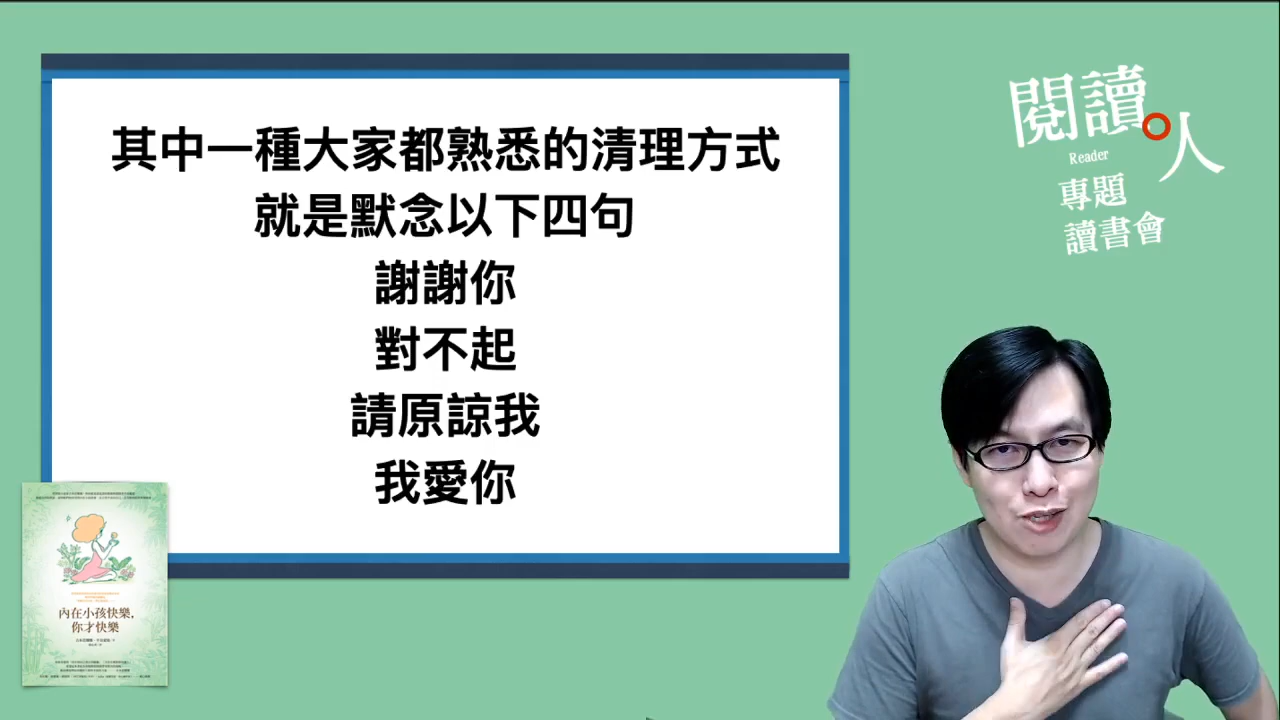 其中一種大家都熟悉的清理方式
就是默念以下四句
謝謝你
對不起
請原諒我
我愛你
閱讀人
Reader
專題
讀書會
內在小孩快樂,
你才快樂